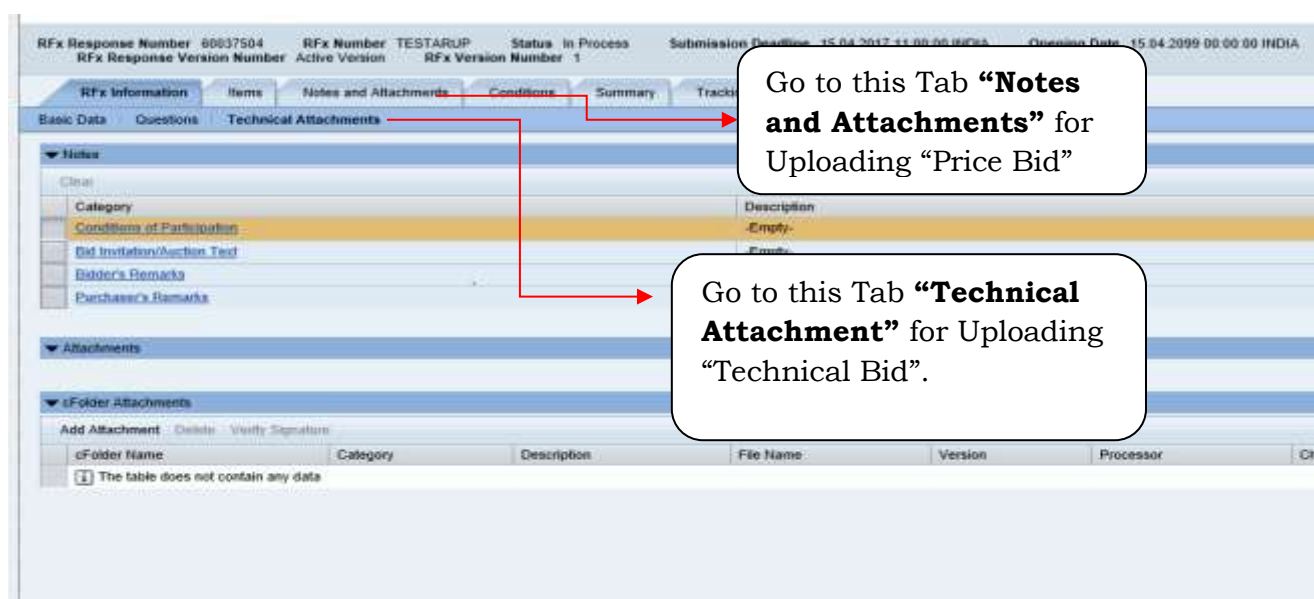 RFx Response Number 60037504 RFx Number TESTARUP Status In Process Submission Deadline 15.04.2017 11:00:00 INDIA Opening Date 15.04.2099 00:00:00 INDIA
RFx Response Version Number Active Version RFx Version Number 1
RFx Information Items Notes and Attachments Conditions Summary Tracki
Basic Data Questions Technical Attachments
Go to this Tab “Notes
and Attachments” for
Uploading “Price Bid”
Notes
Clear
Category Description
Conditions of Participation -Empty-
Bid Invitation/Auction Text -Empty-
Bidder's Remarks
Purchaser's Remarks
Go to this Tab “Technical
Attachment” for Uploading
“Technical Bid”.
Attachments
cFolder Attachments
Add Attachment Delete Verify Signature
cFolder Name Category Description File Name Version Processor Ch
The table does not contain any data